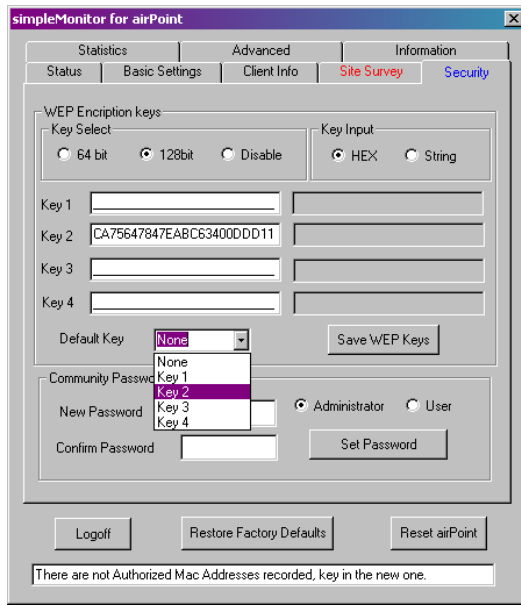 simpleMonitor for airPoint
Statistics Advanced Information
Status Basic Settings Client Info Site Survey Security
WEP Encription keys
Key Select Key Input
64 bit 128bit Disable HEX String
Key 1
Key 2 CA75647847EABC63400DDD11
Key 3
Key 4
Default Key None Save WEP Keys
None
Key 1
Key 2
Key 3
Key 4
Community
New Password Administrator User
Confirm Password Set Password
Logoff Restore Factory Defaults Reset airPoint
There are not Authorized Mac Addresses recorded, key in the new one.